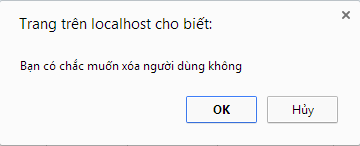 Trang trên localhost cho biết:
Bạn có chắc muốn xóa người dùng không
OK
Hủy